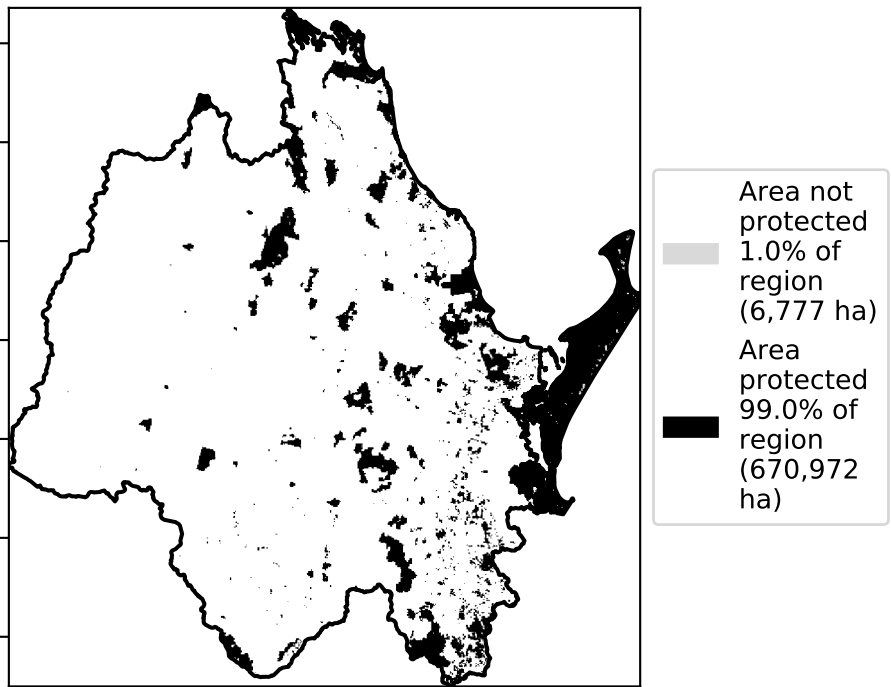 Area not
protected
1.0% of
region
(6,777 ha)
Area
protected
99.0% of
region
(670,972
ha)